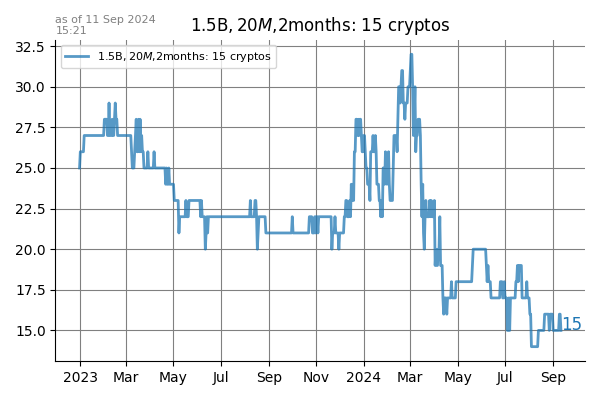 as of 11 Sep 2024
15:21
1.5B, 20M,2months: 15 cryptos
1.5B, 20M,2months: 15 cryptos
32.5
30.0
27.5
25.0
22.5
20.0
17.5
15.0
15
2023 Mar May Jul Sep Nov 2024 Mar May Jul Sep